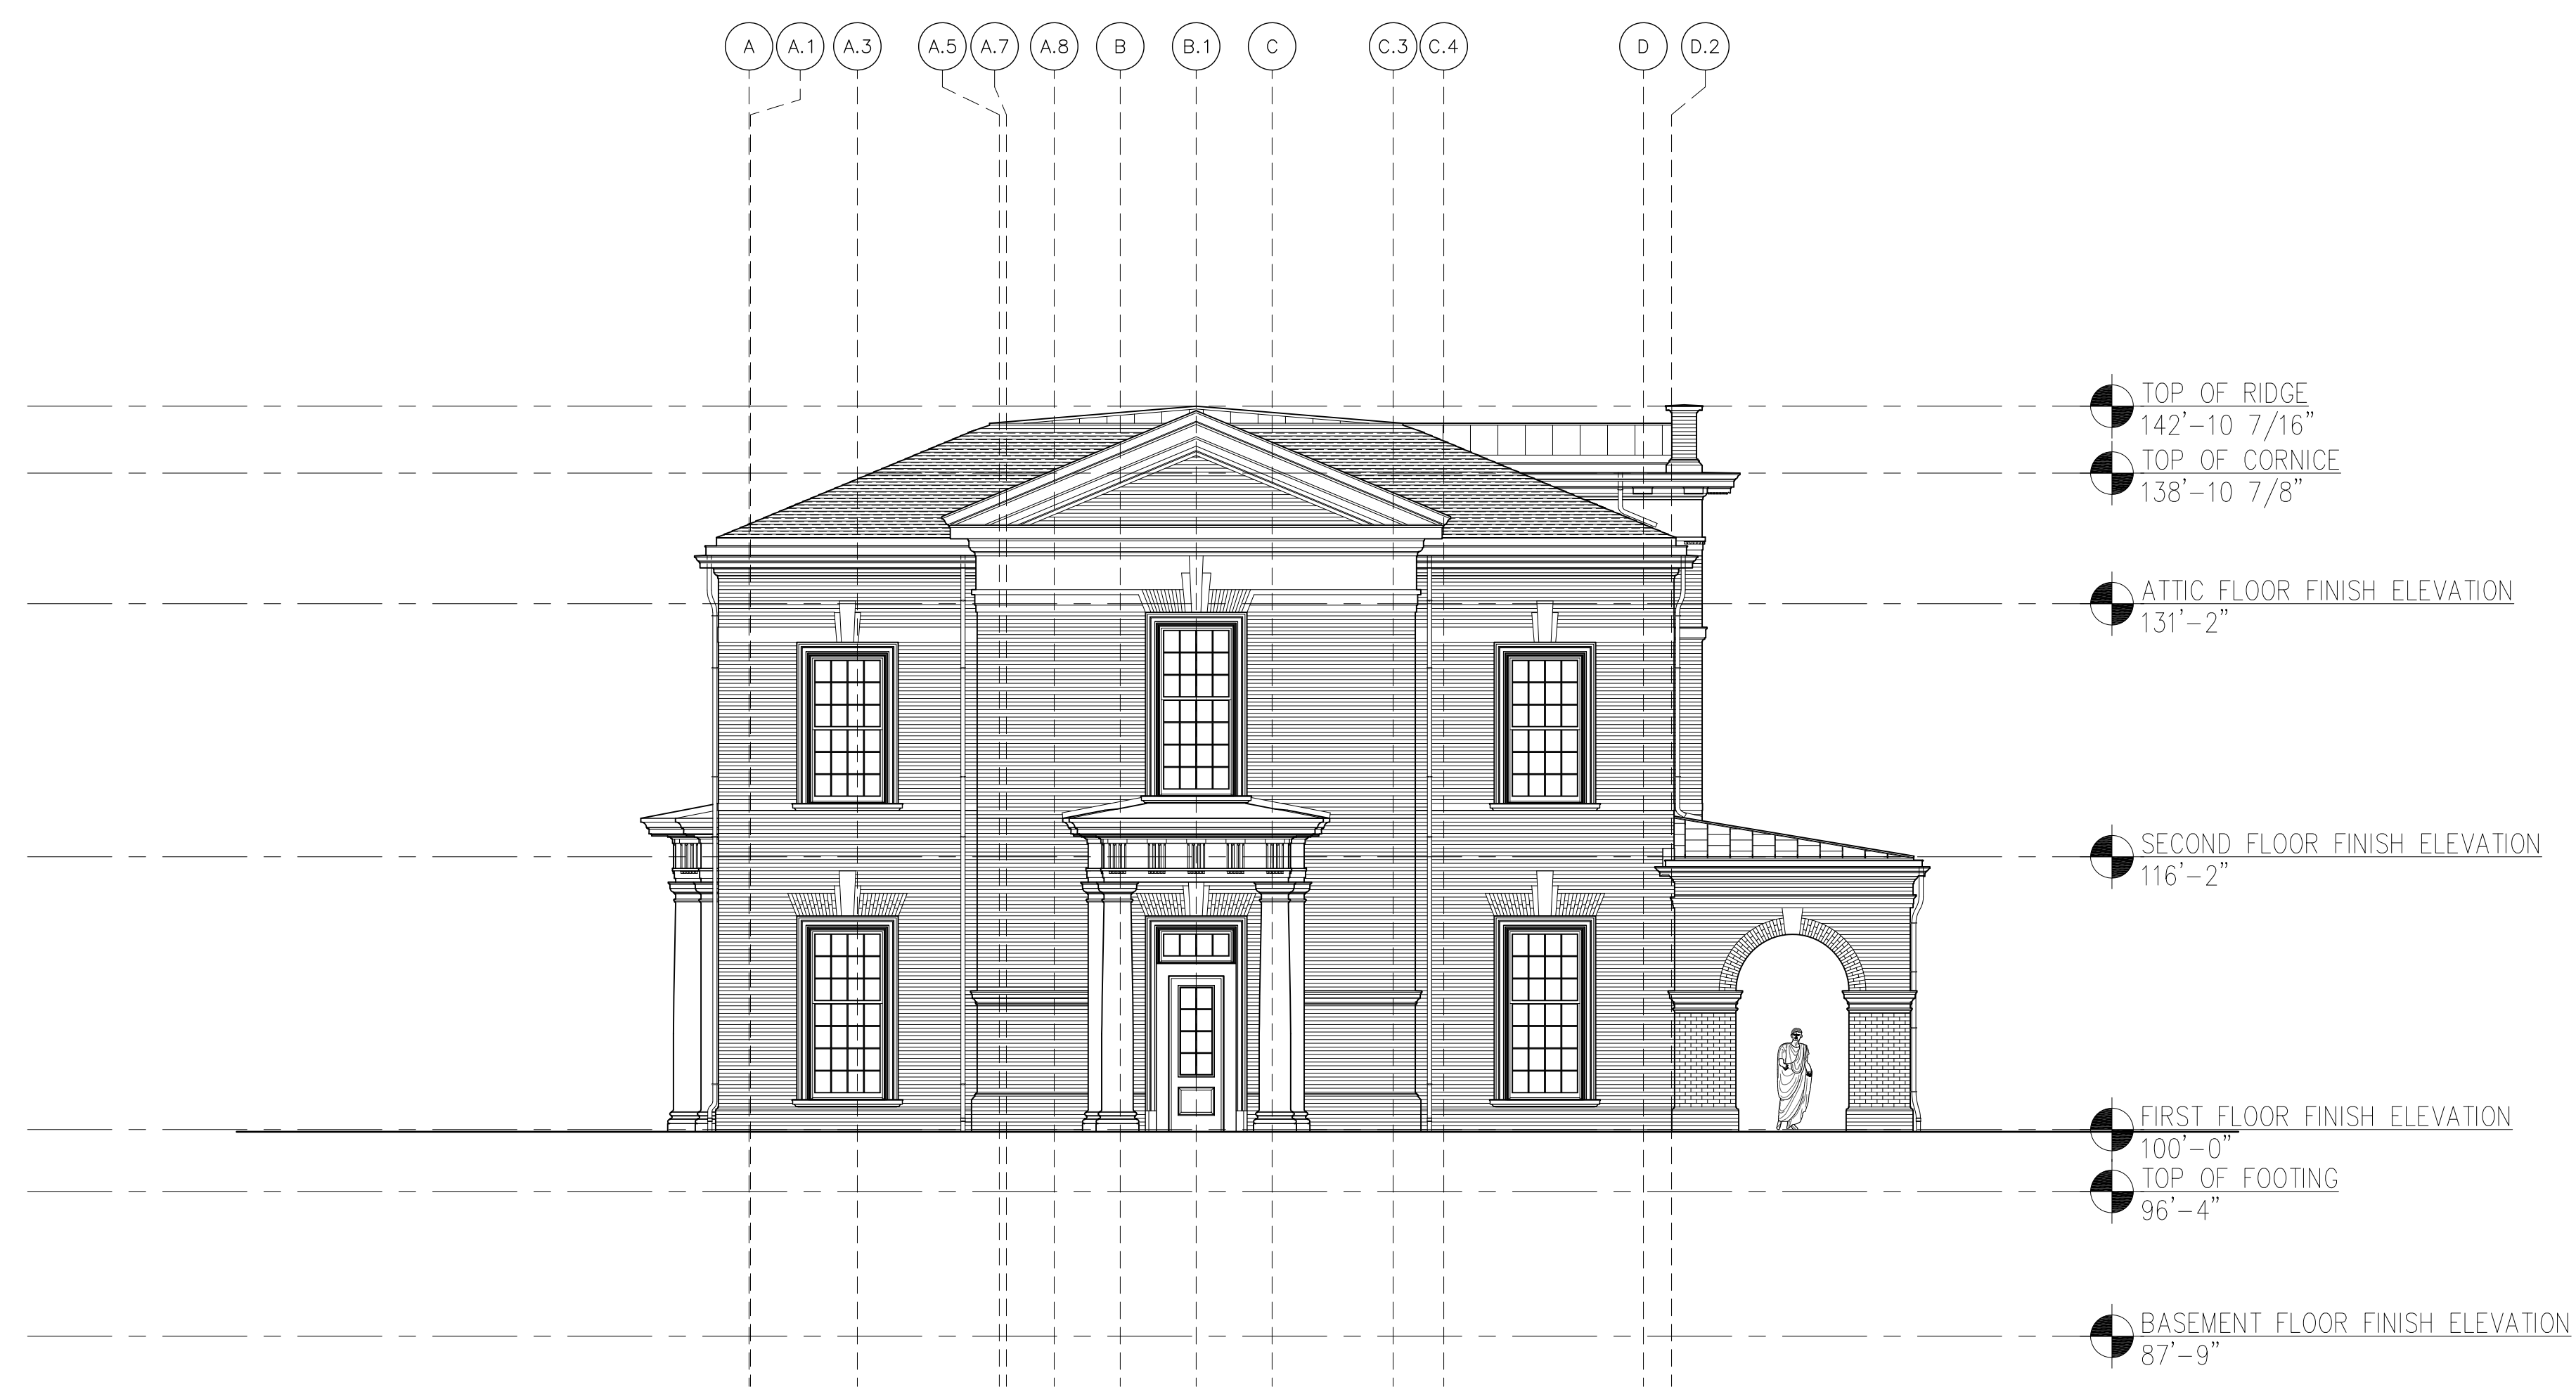 A A.1 A.3 A.5 A.7 A.8 B B.1 C C.3 C.4 D D.2
TOP OF RIDGE
142'-10 7/16"
TOP OF CORNICE
138'-10 7/8"
ATTIC FLOOR FINISH ELEVATION
131'-2"
SECOND FLOOR FINISH ELEVATION
116'-2"
FIRST FLOOR FINISH ELEVATION
100'-0"
TOP OF FOOTING
96'-4"
BASEMENT FLOOR FINISH ELEVATION
87'-9"